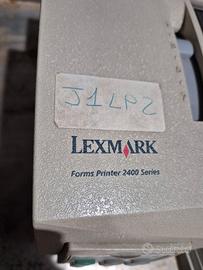 J1LP2
LEXMARK
Forms Printer 2400 Series